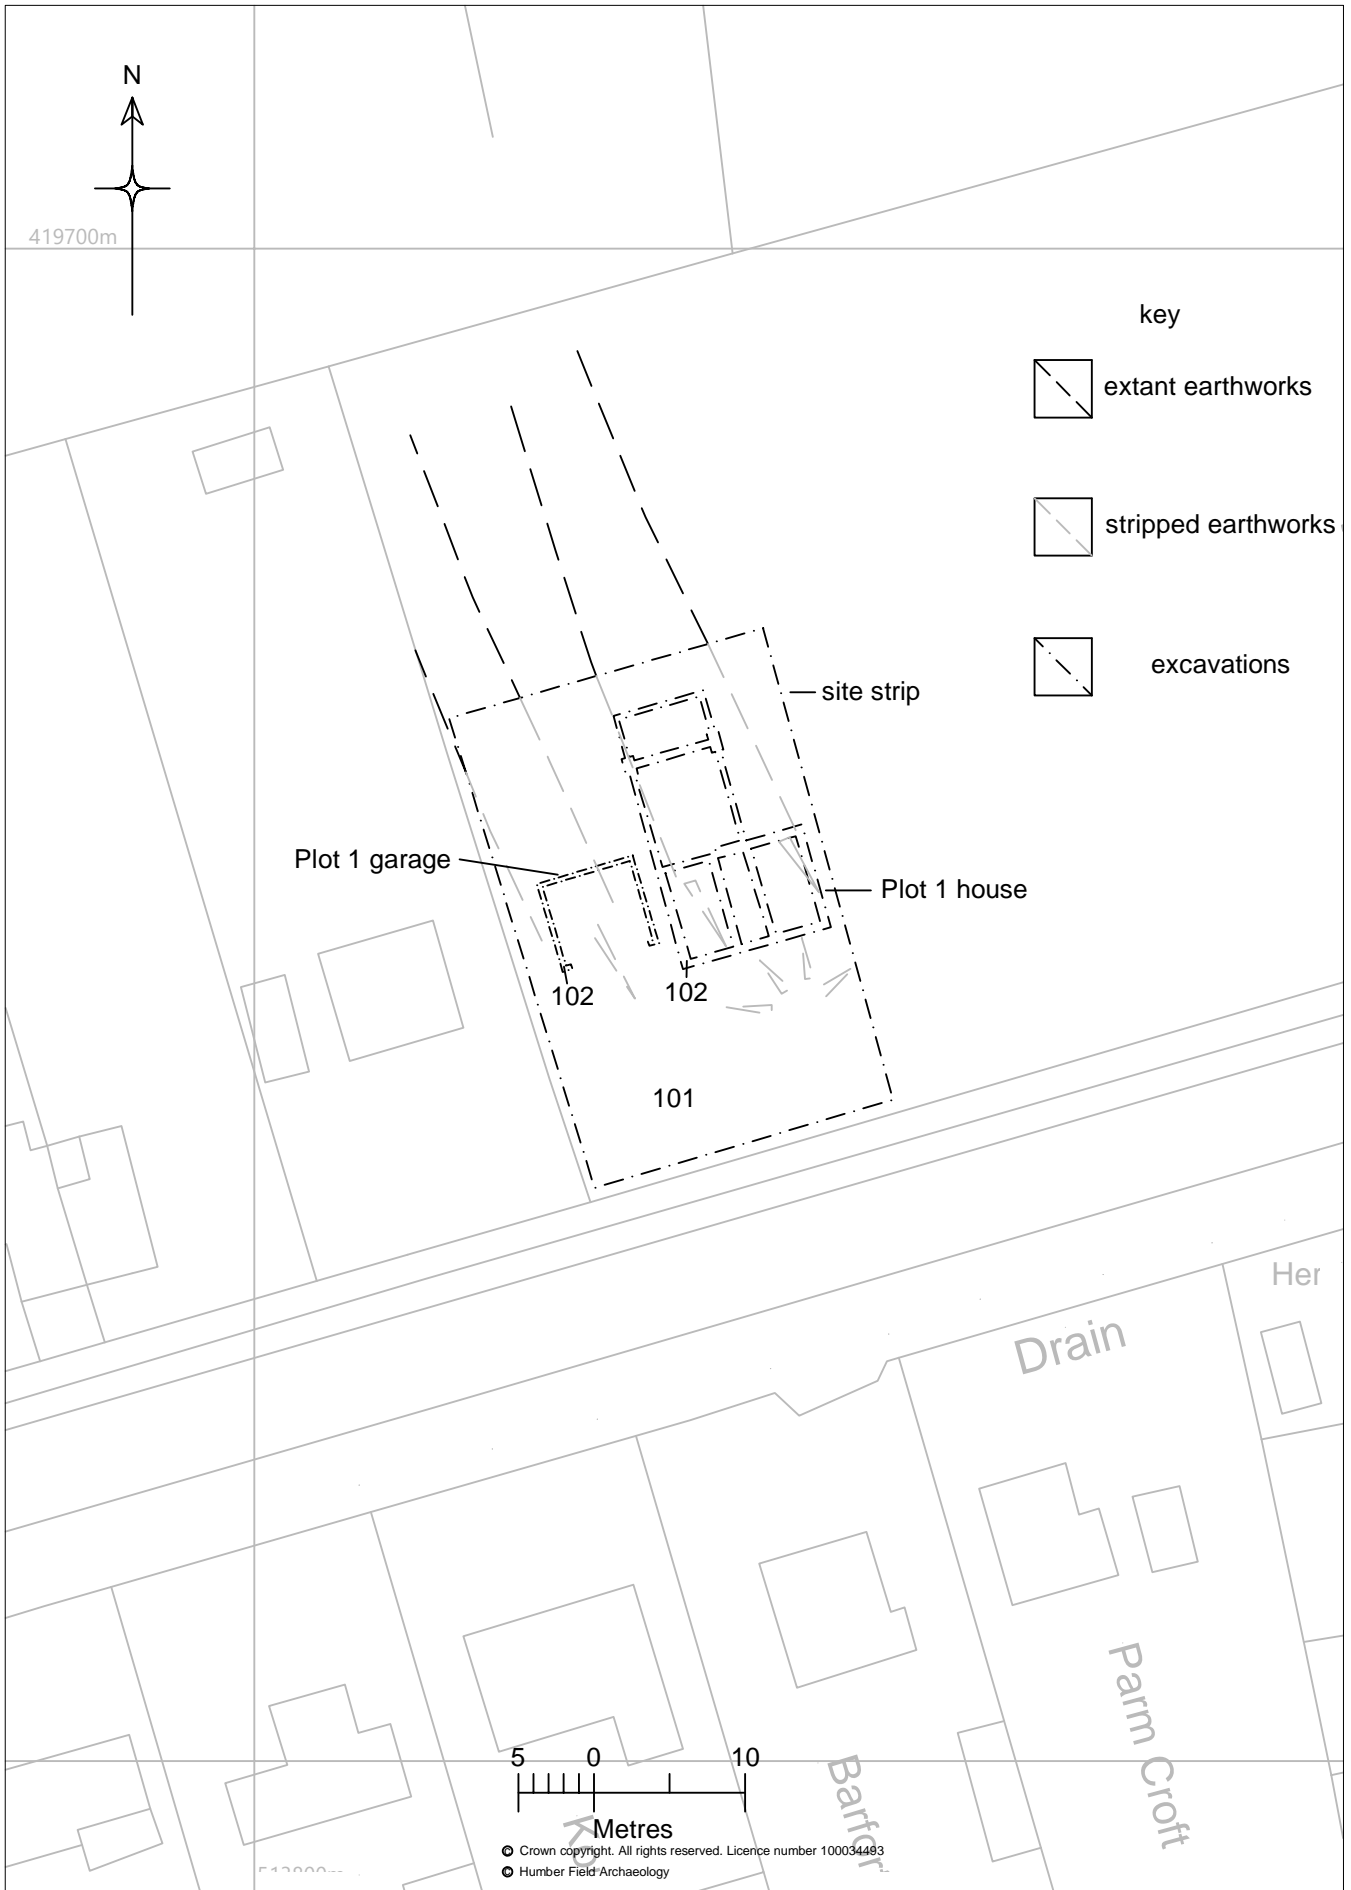 N
419700m
key
extant earthworks
stripped earthworks
excavations
site strip
Plot 1 garage
Plot 1 house
102
102
101
Her
Drain
Parm Croft
Barfor
5 0 10
Metres
© Crown copyright. All rights reserved. Licence number 100034493
© Humber Field Archaeology